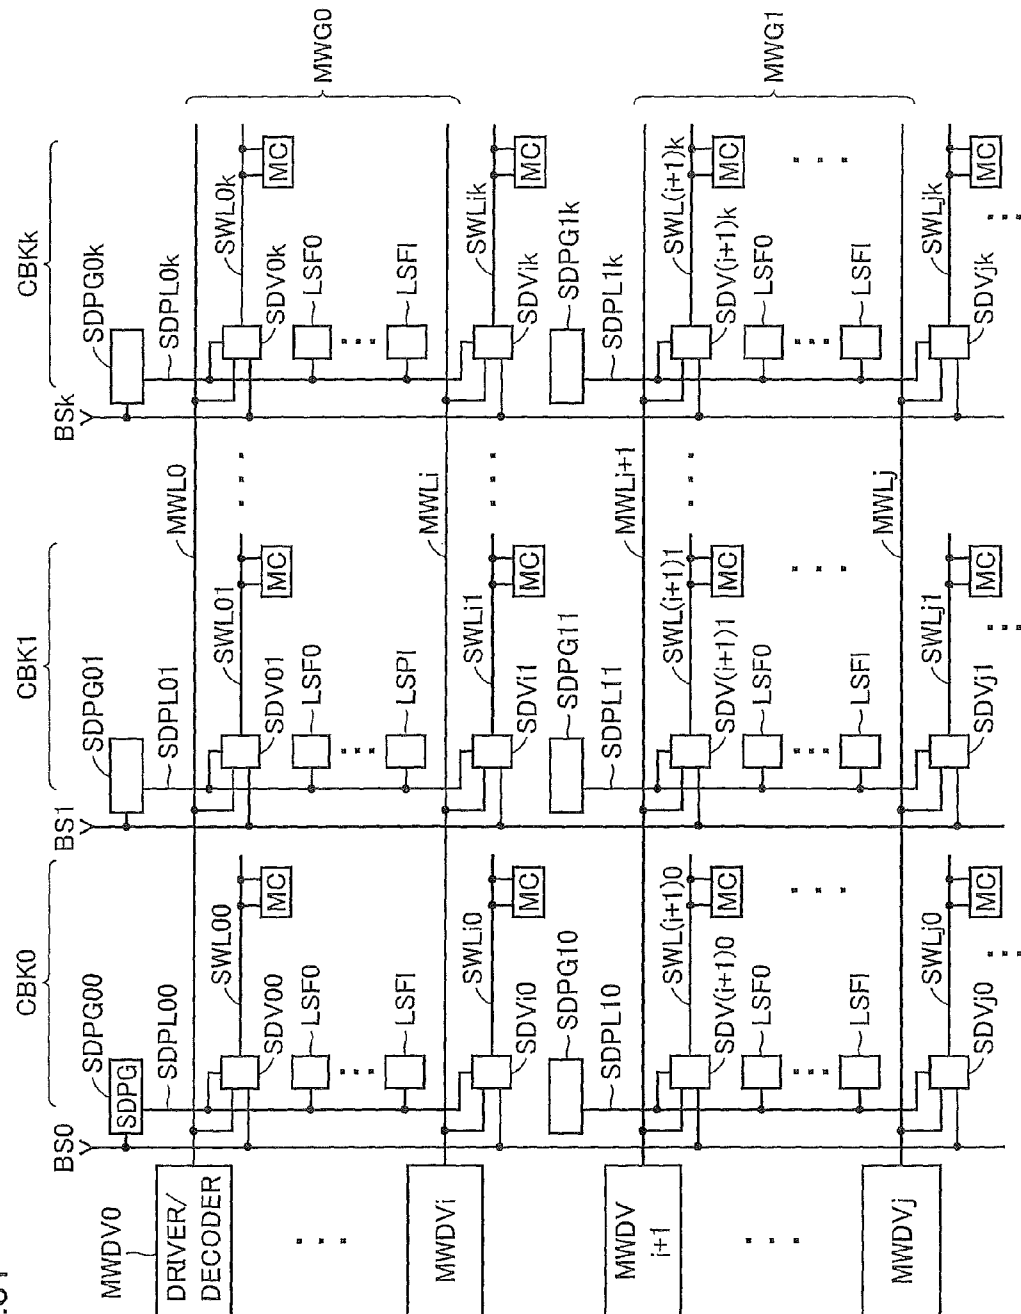 CBK0
CBK1
CBKk
BS0
SDPG00
BS1
SDPG01
BSk
SDPG0k
MWDV0
SDPG
SDPL00
SDPL01
SDPL0k
DRIVER/
DECODER
MWL0
SWL00
SWL01
SWL0k
MWG0
SDV00
MC
SDV01
MC
SDV0k
MC
LSF0
LSF0
LSF0
LSFl
LSPl
LSFl
MWDVi
MWLi
SWLi0
SWLi1
SWLik
SDVi0
MC
SDVi1
MC
SDVik
MC
SDPG10
SDPG11
SDPG1k
SDPL10
SDPL11
SDPL1k
MWDV
i+1
MWLi+1
SWL(i+1)0
SWL(i+1)1
SWL(i+1)k
SDV(i+1)0
MC
SDV(i+1)1
MC
SDV(i+1)k
MC
MWG1
LSF0
LSF0
LSF0
LSFl
LSFl
LSFl
MWDVj
MWLj
SWLj0
SWLj1
SWLjk
SDVj0
MC
SDVj1
MC
SDVjk
MC